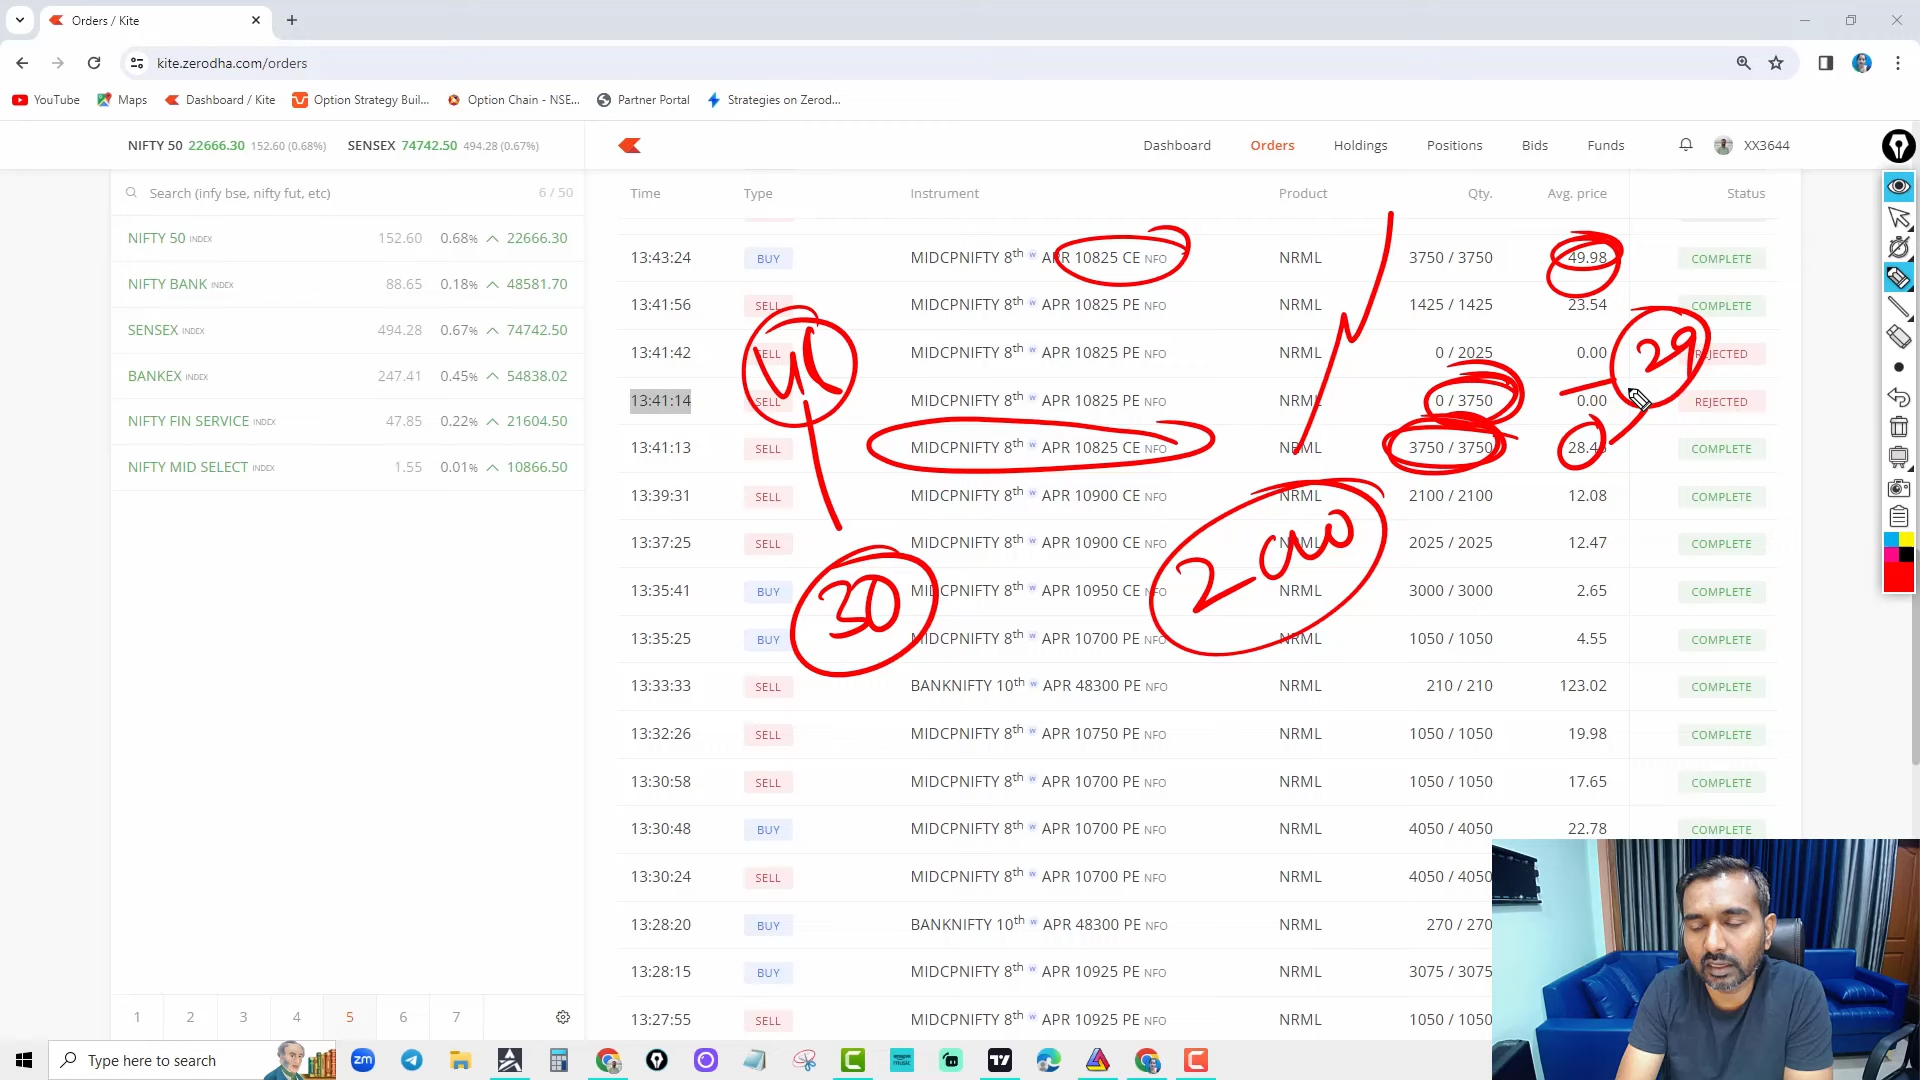 Orders / Kite
kite.zerodha.com/orders
YouTube Maps Dashboard / Kite Option Strategy Buil... Option Chain - NSE... Partner Portal Strategies on Zerod...
NIFTY 50 22666.30 152.60 (0.68%) SENSEX 74742.50 494.28 (0.67%)
Dashboard Orders Holdings Positions Bids Funds XX3644
Search (infy bse, nifty fut, etc) 6 / 50
NIFTY 50 INDEX 152.60 0.68% 22666.30
NIFTY BANK INDEX 88.65 0.18% 48581.70
SENSEX INDEX 494.28 0.67% 74742.50
BANKEX INDEX 247.41 0.45% 54838.02
NIFTY FIN SERVICE INDEX 47.85 0.22% 21604.50
NIFTY MID SELECT INDEX 1.55 0.01% 10866.50
1 2 3 4 5 6 7
Time Type Instrument Product Qty. Avg. price Status
13:43:24 BUY MIDCPNIFTY 8th w APR 10825 CE NFO NRML 3750 / 3750 49.98 COMPLETE
13:41:56 SELL MIDCPNIFTY 8th w APR 10825 PE NFO NRML 1425 / 1425 23.54 COMPLETE
13:41:42 SELL MIDCPNIFTY 8th w APR 10825 PE NFO NRML 0 / 2025 0.00 REJECTED
13:41:14 SELL MIDCPNIFTY 8th w APR 10825 PE NFO NRML 0 / 3750 0.00 REJECTED
13:41:13 SELL MIDCPNIFTY 8th w APR 10825 CE NFO NRML 3750 / 3750 COMPLETE
13:39:31 SELL MIDCPNIFTY 8th w APR 10900 CE NFO NRML 2100 / 2100 12.08 COMPLETE
13:37:25 SELL MIDCPNIFTY 8th w APR 10900 CE NFO NRML 2025 / 2025 12.47 COMPLETE
13:35:41 BUY MIDCPNIFTY 8th w APR 10950 CE NFO NRML 3000 / 3000 2.65 COMPLETE
13:35:25 BUY MIDCPNIFTY 8th w APR 10700 PE NFO NRML 1050 / 1050 4.55 COMPLETE
13:33:33 SELL BANKNIFTY 10th w APR 48300 PE NFO NRML 210 / 210 123.02 COMPLETE
13:32:26 SELL MIDCPNIFTY 8th w APR 10750 PE NFO NRML 1050 / 1050 19.98 COMPLETE
13:30:58 SELL MIDCPNIFTY 8th w APR 10700 PE NFO NRML 1050 / 1050 17.65 COMPLETE
13:30:48 BUY MIDCPNIFTY 8th w APR 10700 PE NFO NRML 4050 / 4050 22.78 COMPLETE
13:30:24 SELL MIDCPNIFTY 8th w APR 10700 PE NFO NRML 4050 / 4050
13:28:20 BUY BANKNIFTY 10th w APR 48300 PE NFO NRML 270 / 270
13:28:15 BUY MIDCPNIFTY 8th w APR 10925 PE NFO NRML 3075 / 3075
13:27:55 SELL MIDCPNIFTY 8th w APR 10925 PE NFO NRML 1050 / 1050
29
30
Type here to search
zm